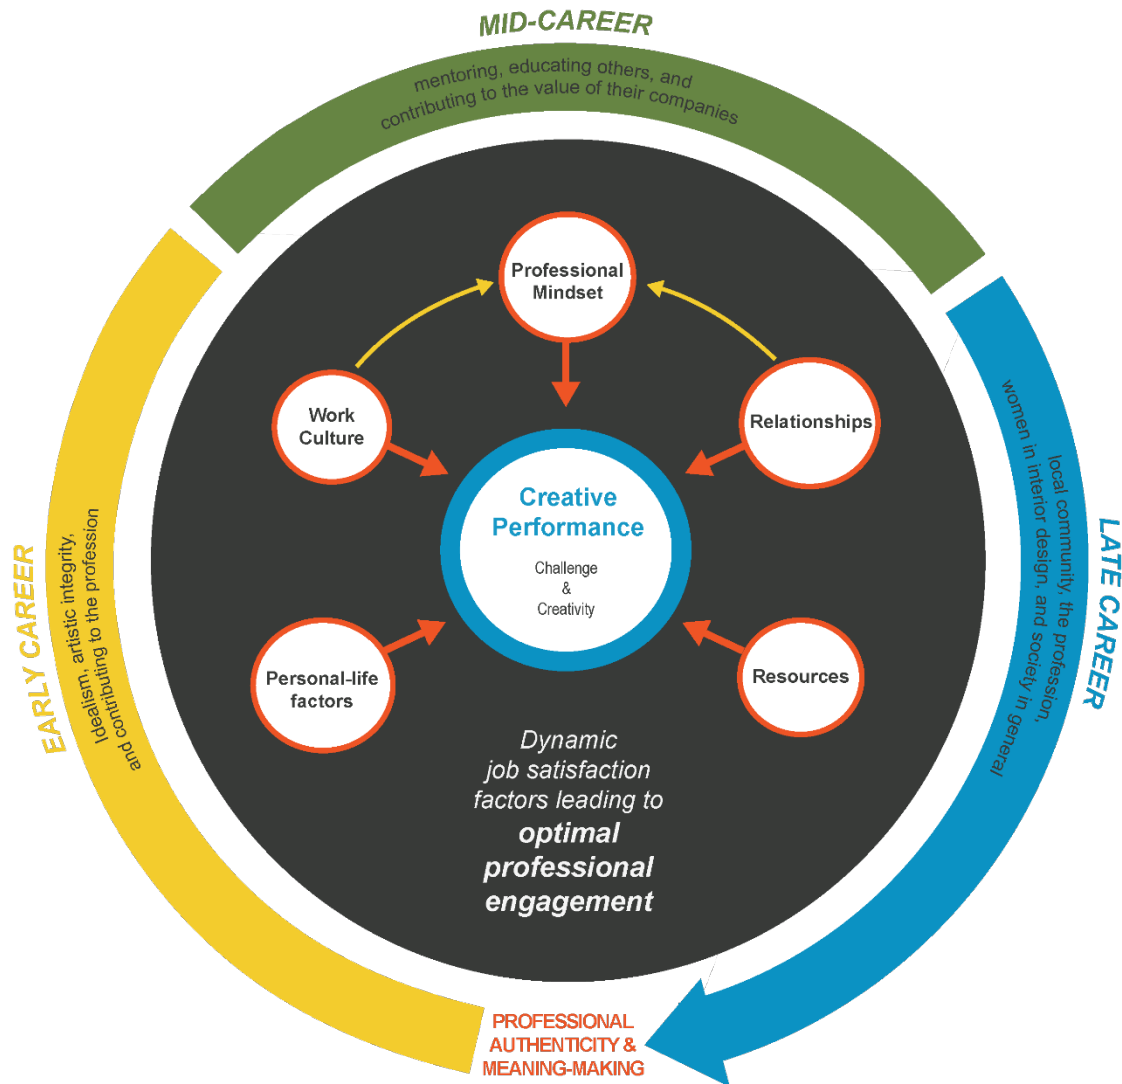 MID-CAREER
mentoring, educating others, and
contributing to the value of their companies
Professional
Mindset
Work
Culture
Relationships
Creative
Performance
Challenge
&
Creativity
Personal-life
factors
Resources
Dynamic
job satisfaction
factors leading to
optimal
professional
engagement
EARLY CAREER
Idealism, artistic integrity,
and contributing to the profession
LATE CAREER
local community, the profession,
women in interior design, and society in general
PROFESSIONAL
AUTHENTICITY &
MEANING-MAKING